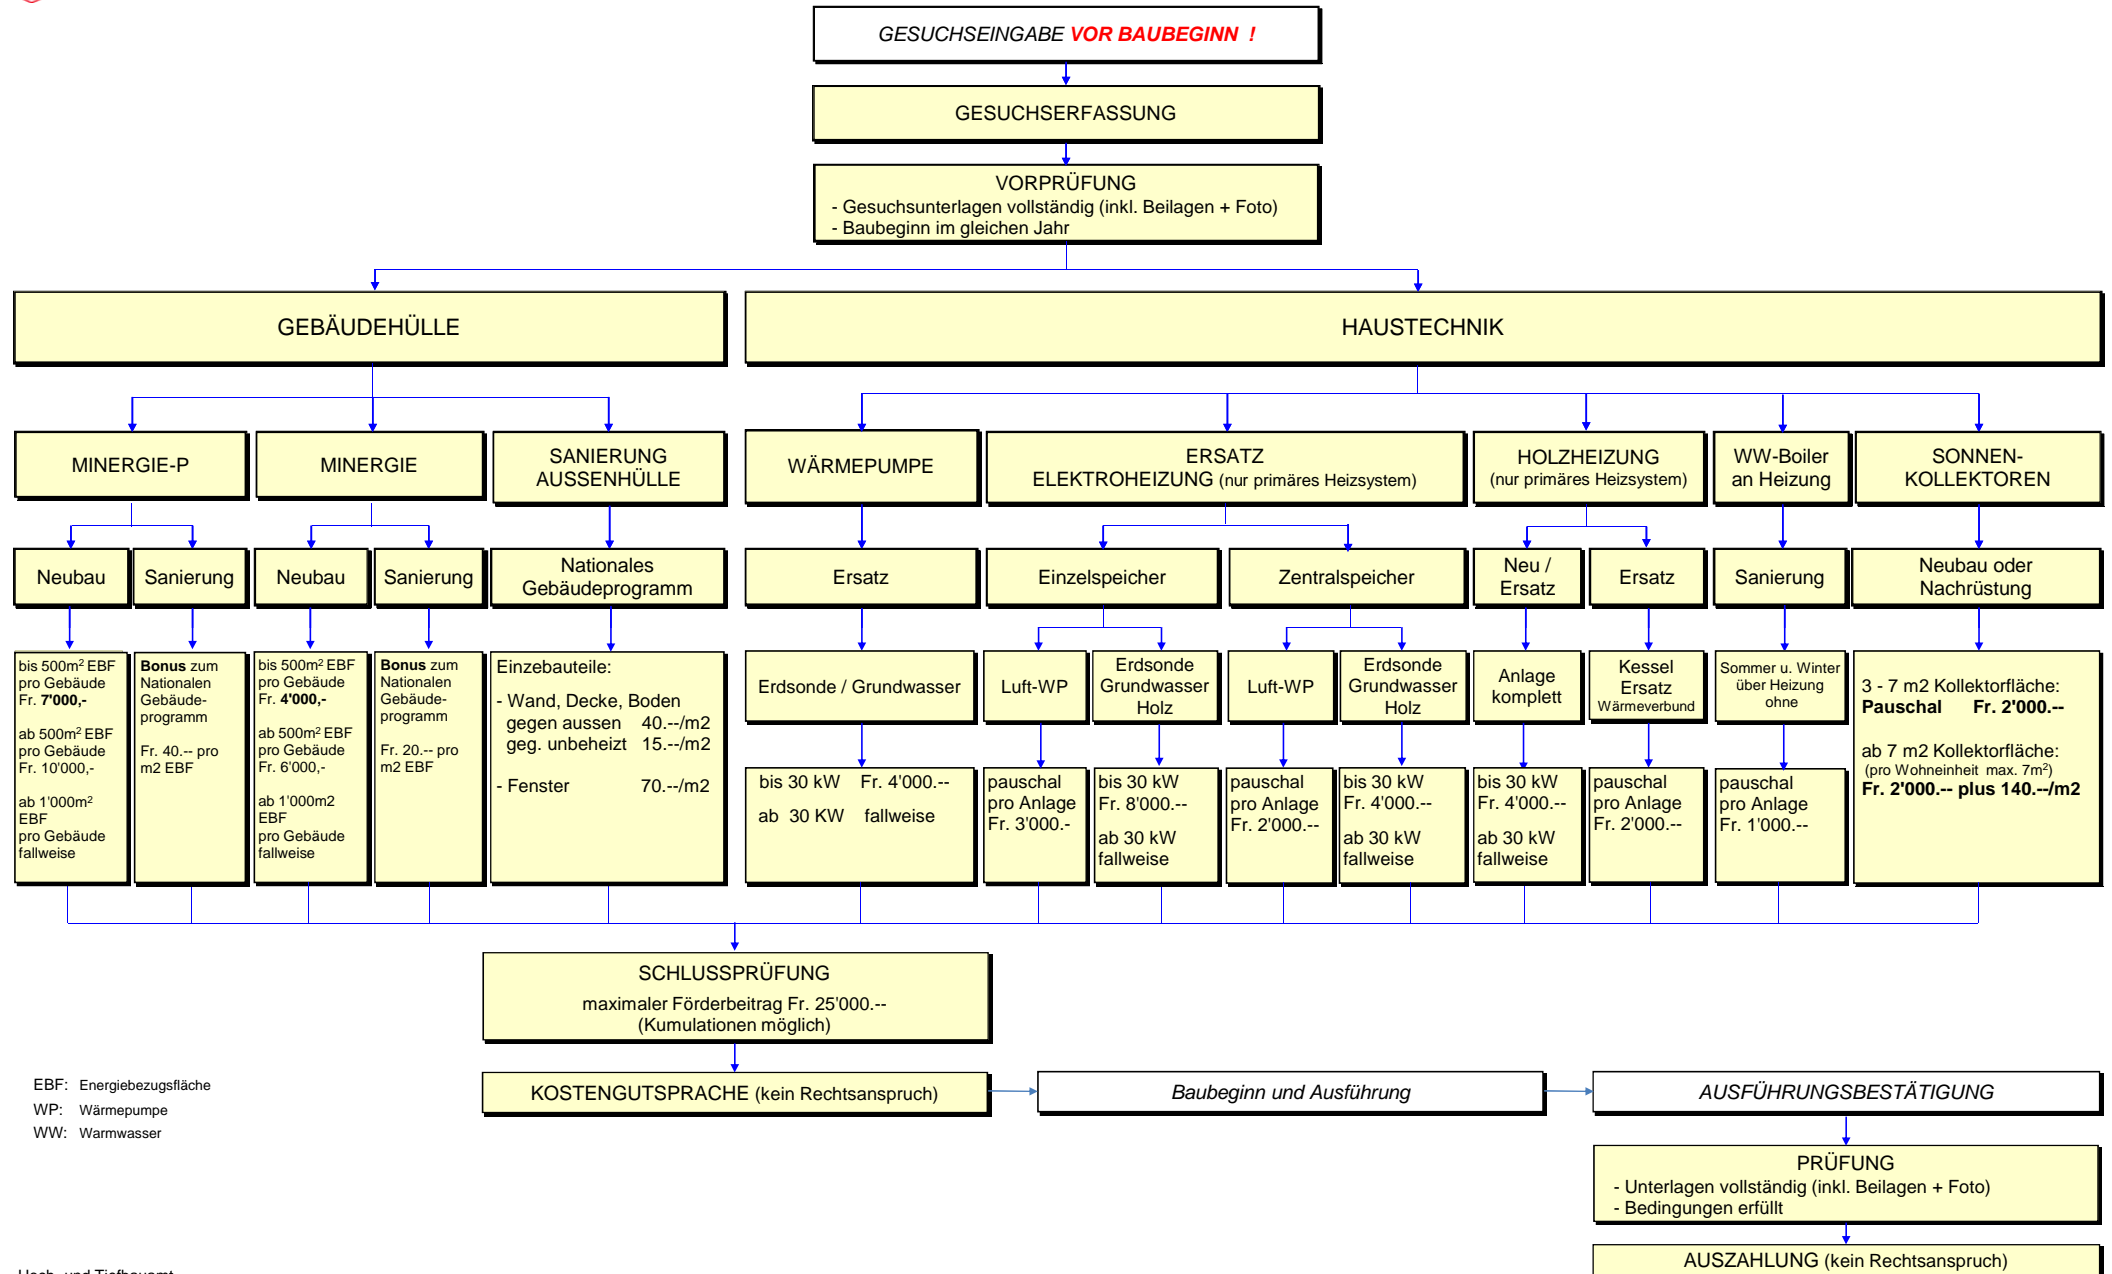 GESUCHSEINGABE VOR BAUBEGINN !
GESUCHSERFASSUNG
VORPRÜFUNG
- Gesuchsunterlagen vollständig (inkl. Beilagen + Foto)
- Baubeginn im gleichen Jahr
GEBÄUDEHÜLLE
HAUSTECHNIK
MINERGIE-P
MINERGIE
SANIERUNG
AUSSENHÜLLE
WÄRMEPUMPE
ERSATZ
ELEKTROHEIZUNG (nur primäres Heizsystem)
HOLZHEIZUNG
(nur primäres Heizsystem)
WW-Boiler
an Heizung
SONNEN-
KOLLEKTOREN
Neubau
Sanierung
Neubau
Sanierung
Nationales
Gebäudeprogramm
Ersatz
Einzelspeicher
Zentralspeicher
Neu /
Ersatz
Ersatz
Sanierung
Neubau oder
Nachrüstung
bis 500m² EBF
pro Gebäude
Fr. 7'000,-
ab 500m² EBF
pro Gebäude
Fr. 10'000,-
ab 1'000m²
EBF
pro Gebäude
fallweise
Bonus zum
Nationalen
Gebäude-
programm
Fr. 40.-- pro
m2 EBF
bis 500m² EBF
pro Gebäude
Fr. 4'000,-
ab 500m² EBF
pro Gebäude
Fr. 6'000,-
ab 1'000m2
EBF
pro Gebäude
fallweise
Bonus zum
Nationalen
Gebäude-
programm
Fr. 20.-- pro
m2 EBF
Einzebauteile:
- Wand, Decke, Boden
gegen aussen 40.--/m2
geg. unbeheizt 15.--/m2
- Fenster 70.--/m2
Erdsonde / Grundwasser
bis 30 kW Fr. 4'000.--
ab 30 KW fallweise
Luft-WP
pauschal
pro Anlage
Fr. 3'000.-
Erdsonde
Grundwasser
Holz
bis 30 kW
Fr. 8'000.--
ab 30 kW
fallweise
Luft-WP
pauschal
pro Anlage
Fr. 2'000.--
Erdsonde
Grundwasser
Holz
bis 30 kW
Fr. 4'000.--
ab 30 kW
fallweise
Anlage
komplett
bis 30 kW
Fr. 4'000.--
ab 30 kW
fallweise
Kessel
Ersatz
Wärmeverbund
pauschal
pro Anlage
Fr. 2'000.--
Sommer u. Winter
über Heizung
ohne
pauschal
pro Anlage
Fr. 1'000.--
3 - 7 m2 Kollektorfläche:
Pauschal Fr. 2'000.--
ab 7 m2 Kollektorfläche:
(pro Wohneinheit max. 7m²)
Fr. 2'000.-- plus 140.--/m2
SCHLUSSPRÜFUNG
maximaler Förderbeitrag Fr. 25'000.--
(Kumulationen möglich)
KOSTENGUTSPRACHE (kein Rechtsanspruch)
Baubeginn und Ausführung
AUSFÜHRUNGSBESTÄTIGUNG
EBF: Energiebezugsfläche
WP: Wärmepumpe
WW: Warmwasser
PRÜFUNG
- Unterlagen vollständig (inkl. Beilagen + Foto)
- Bedingungen erfüllt
AUSZAHLUNG (kein Rechtsanspruch)
Hoch- und Tiefbauamt